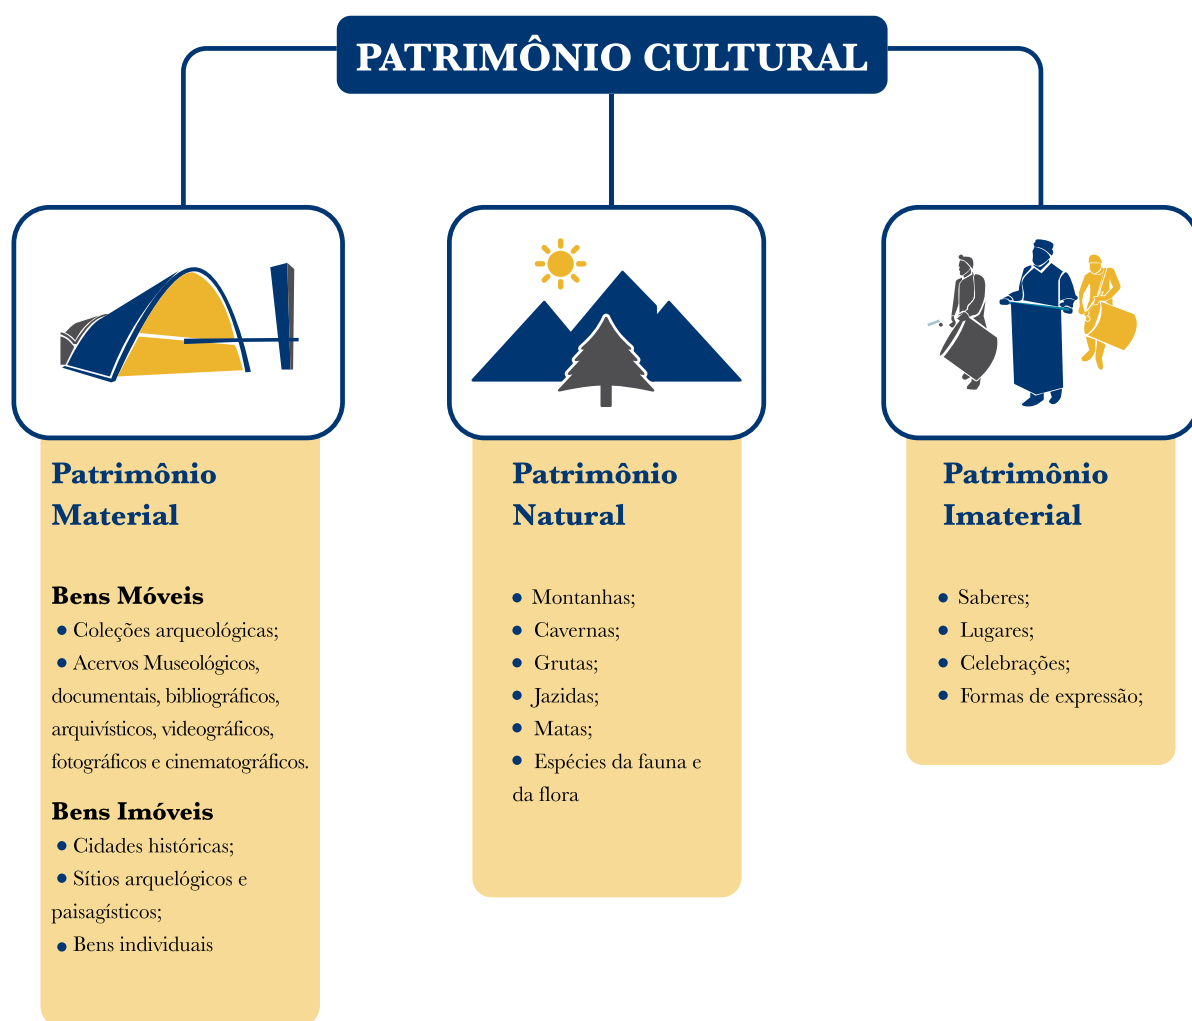 PATRIMÔNIO CULTURAL
Patrimônio
Material
Bens Móveis
• Coleções arqueológicas;
• Acervos Museológicos,
documentais, bibliográficos,
arquivísticos, videográficos,
fotográficos e cinematográficos.
Bens Imóveis
• Cidades históricas;
• Sítios arquelógicos e
paisagísticos;
• Bens individuais
Patrimônio
Natural
• Montanhas;
• Cavernas;
• Grutas;
• Jazidas;
• Matas;
• Espécies da fauna e
da flora
Patrimônio
Imaterial
• Saberes;
• Lugares;
• Celebrações;
• Formas de expressão;